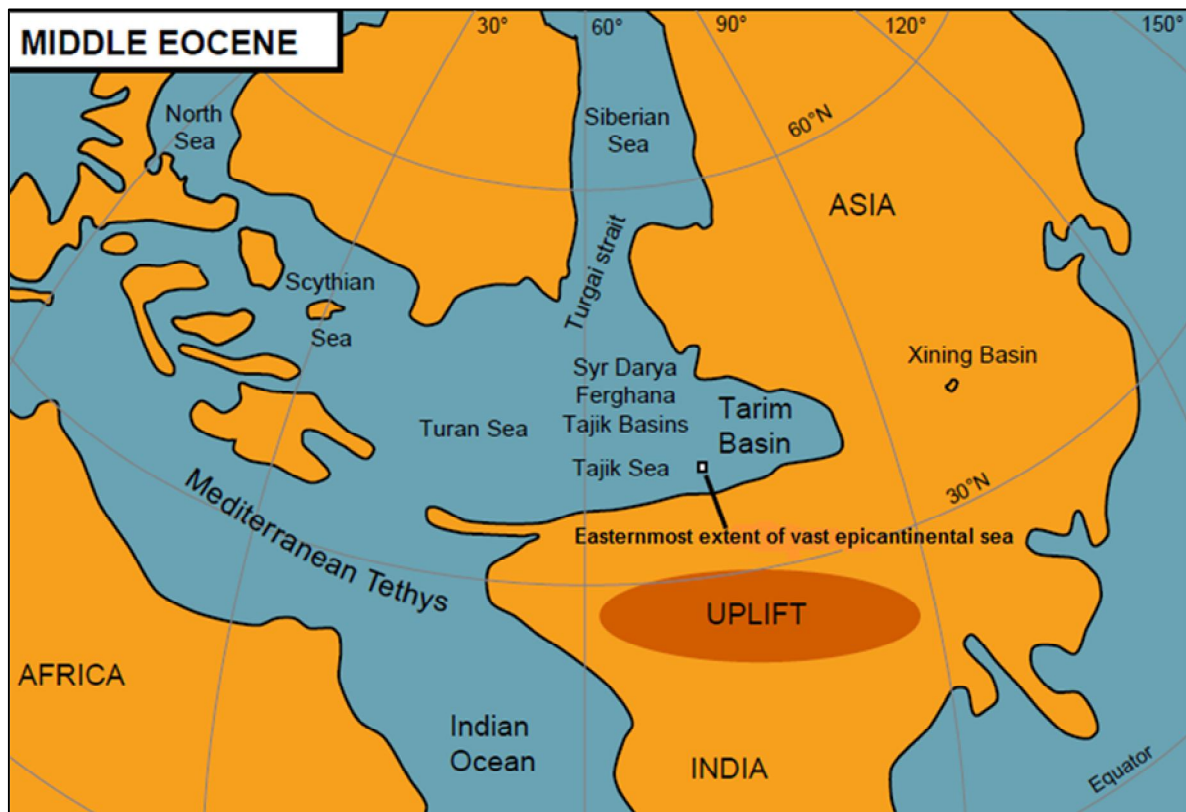 MIDDLE EOCENE
30°
60°
90°
120°
150°
North
Sea
Siberian
Sea
60°N
ASIA
Turgai strait
Scythian
Sea
Xining Basin
Syr Darya
Ferghana
Tajik Basins
Turan Sea
Tarim
Basin
Tajik Sea
30°N
Mediterranean Tethys
Easternmost extent of vast epicantinental sea
UPLIFT
AFRICA
Indian
Ocean
INDIA
Equator